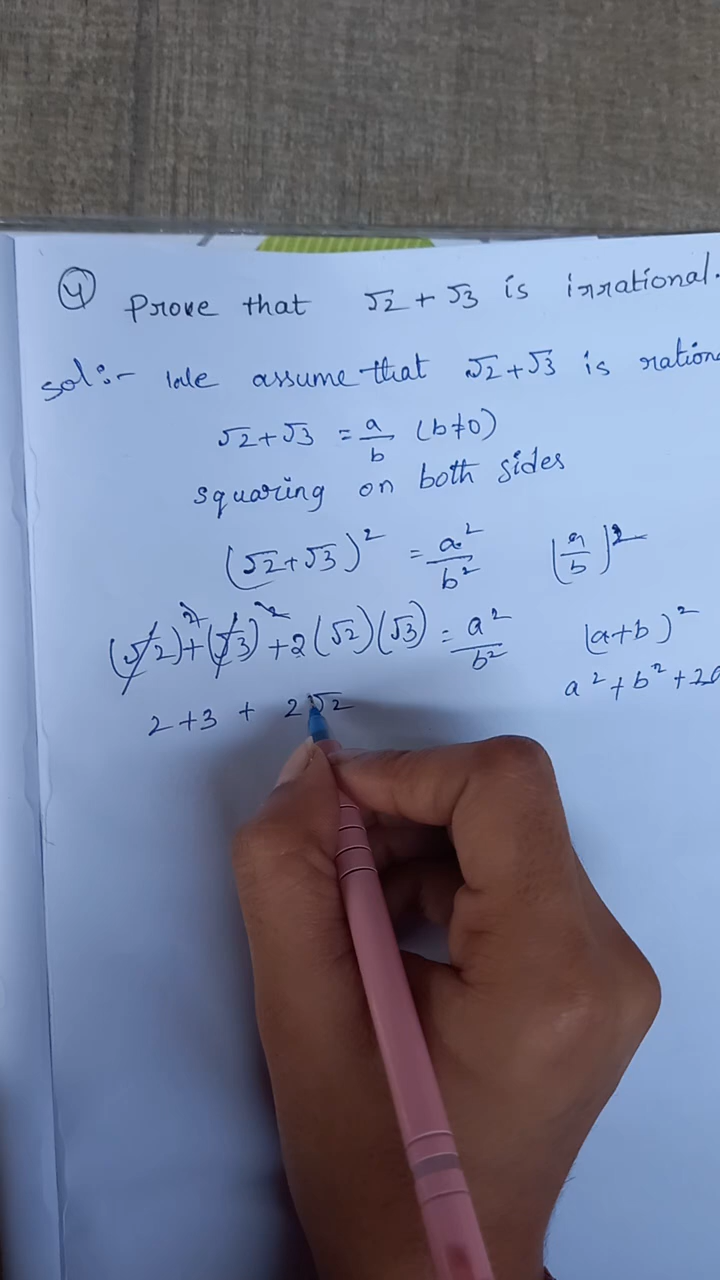 ④ Prove that √2 + √3 is irrational.
Sol:- We assume that √2+√3 is ration
√2+√3 = a/b (b≠0)
squaring on both sides
(√2+√3)² = a²/b² (a/b)²
(√2)²+(√3)²+2(√2)(√3) = a²/b² (a+b)²
a²+b²+2a
2+3 + 2√2